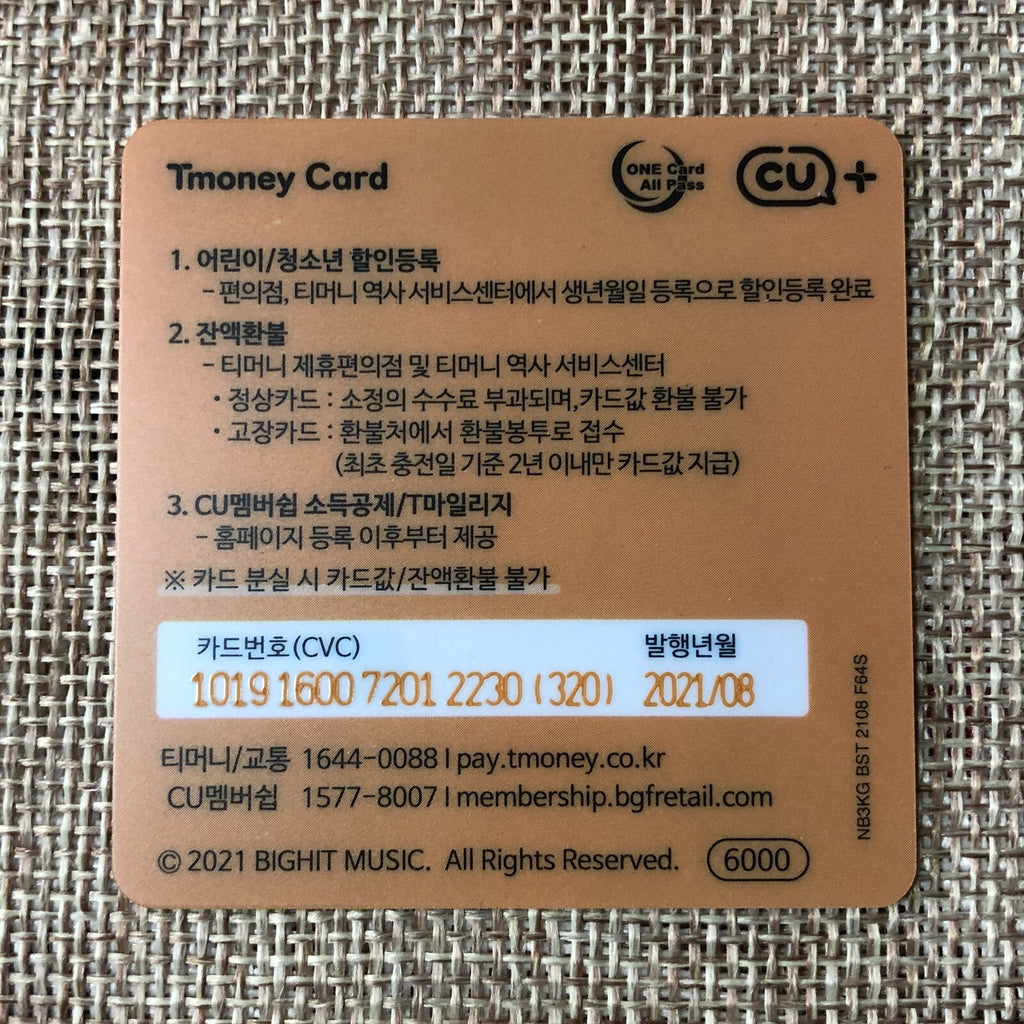 Tmoney Card
ONE Card
All Pass
CU +
1. 어린이/청소년 할인등록
- 편의점, 티머니 역사 서비스센터에서 생년월일 등록으로 할인등록 완료
2. 잔액환불
- 티머니 제휴편의점 및 티머니 역사 서비스센터
• 정상카드 : 소정의 수수료 부과되며, 카드값 환불 불가
• 고장카드 : 환불처에서 환불봉투로 접수
(최초 충전일 기준 2년 이내만 카드값 지급)
3. CU멤버쉽 소득공제/T마일리지
- 홈페이지 등록 이후부터 제공
※ 카드 분실 시 카드값/잔액환불 불가
카드번호(CVC) 발행년월
1019 1600 7201 2230 (320) 2021/08
티머니/교통 1644-0088 | pay.tmoney.co.kr
CU멤버쉽 1577-8007 | membership.bgfretail.com
© 2021 BIGHIT MUSIC. All Rights Reserved. 6000
NB3KG BST 2108 F64S